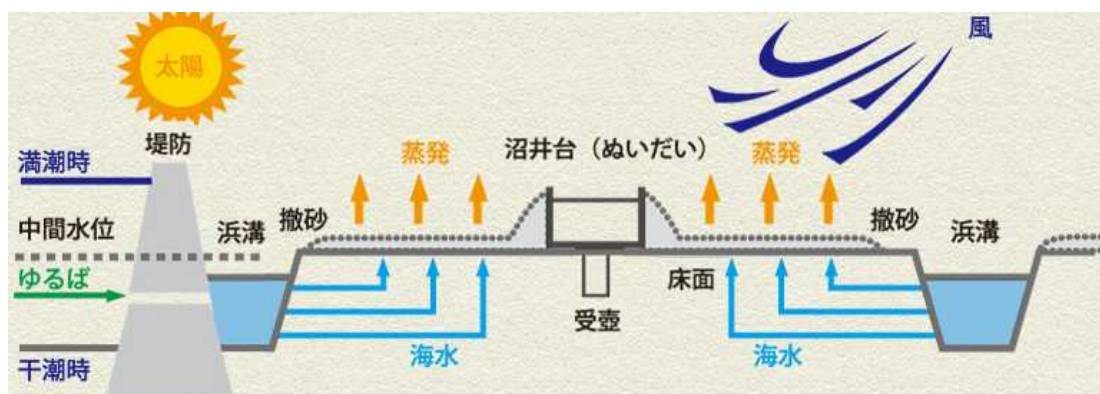 風
太陽
堤防
満潮時
蒸発
沼井台（ぬいだい）
蒸発
中間水位
浜溝
撤砂
撤砂
浜溝
ゆるば
床面
受壺
干潮時
海水
海水